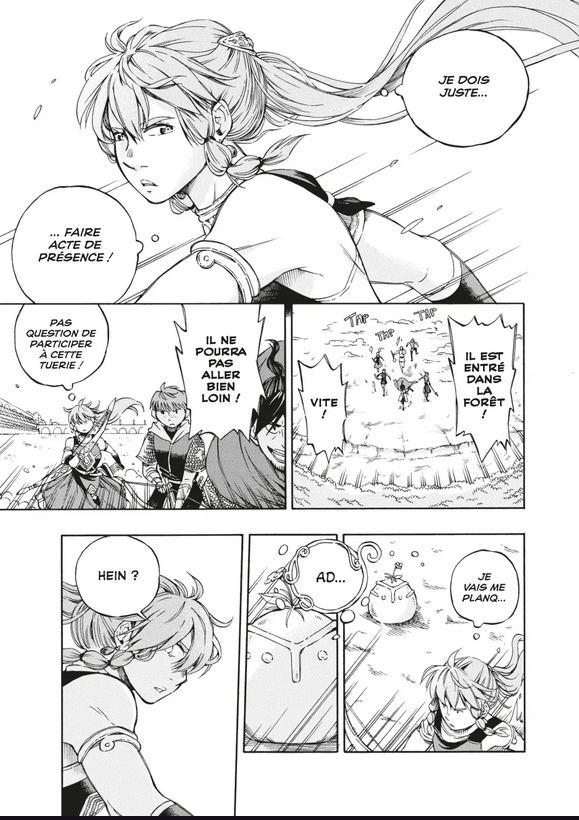 JE DOIS
JUSTE...
... FAIRE
ACTE DE
PRÉSENCE !
IL EST
ENTRÉ
DANS
LA
FORÊT
!
TAP
TAP
TAP
VITE
!
IL NE
POURRA
PAS
ALLER
BIEN
LOIN !
PAS
QUESTION DE
PARTICIPER
À CETTE
TUERIE !
JE
VAIS ME
PLANQ...
AD...
HEIN ?